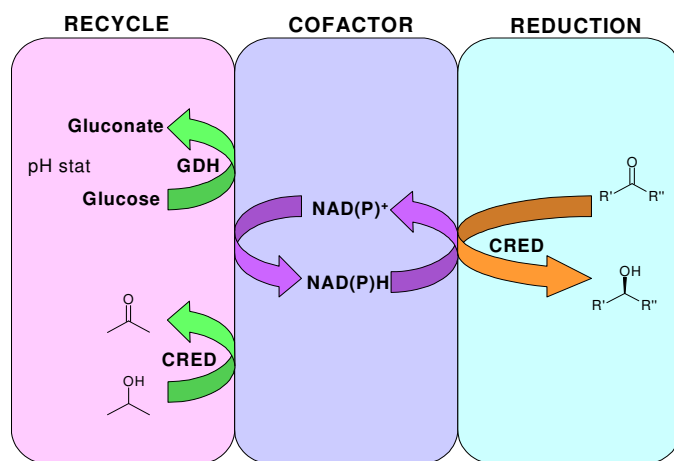 RECYCLE
COFACTOR
REDUCTION
Gluconate
pH stat
GDH
Glucose
O
CRED
OH
NAD(P)+
NAD(P)H
O
R' R"
CRED
OH
R' R"